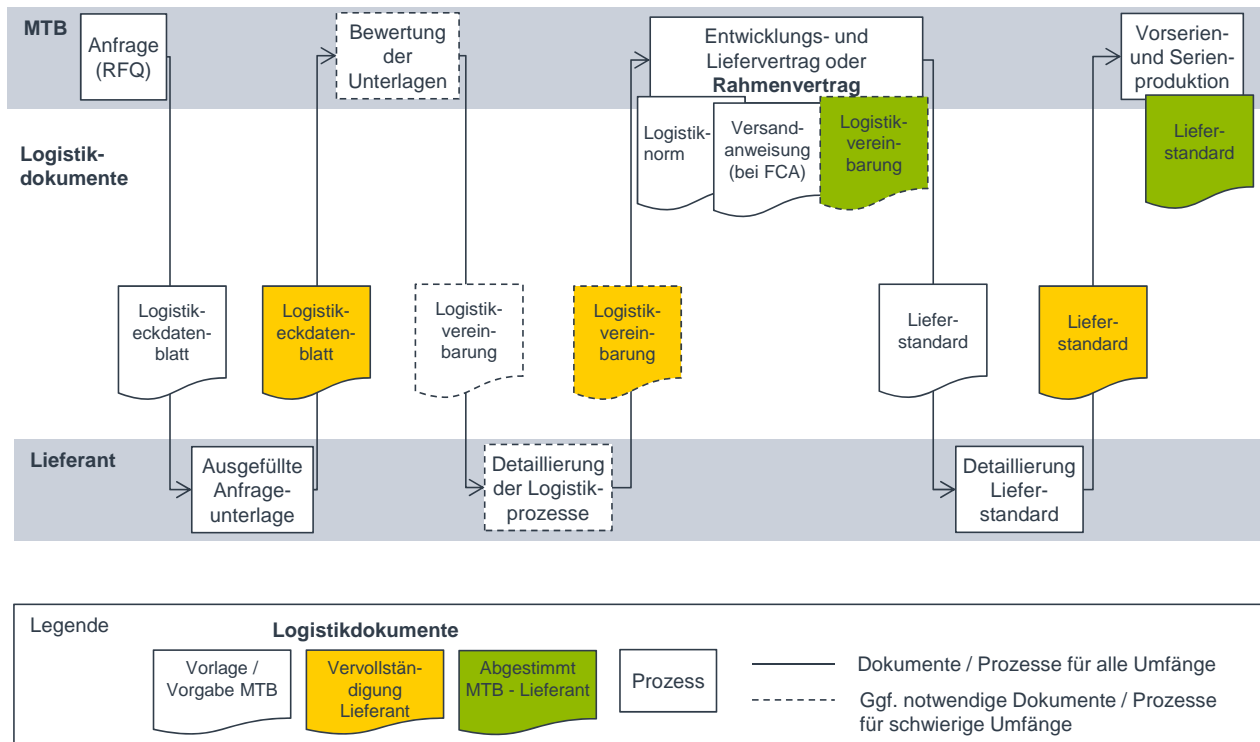 MTB
Anfrage
(RFQ)
Bewertung
der
Unterlagen
Entwicklungs- und
Liefervertrag oder
Rahmenvertrag
Vorserien-
und Serien-
produktion
Logistik-
dokumente
Logistik-
norm
Versand-
anweisung
(bei FCA)
Logistik-
verein-
barung
Liefer-
standard
Logistik-
eckdaten-
blatt
Logistik-
eckdaten-
blatt
Logistik-
verein-
barung
Logistik-
verein-
barung
Liefer-
standard
Liefer-
standard
Lieferant
Ausgefüllte
Anfrage-
unterlage
Detaillierung
der Logistik-
prozesse
Detaillierung
Liefer-
standard
Legende
Logistikdokumente
Vorlage /
Vorgabe MTB
Vervollstän-
digung
Lieferant
Abgestimmt
MTB - Lieferant
Prozess
Dokumente / Prozesse für alle Umfänge
Ggf. notwendige Dokumente / Prozesse
für schwierige Umfänge